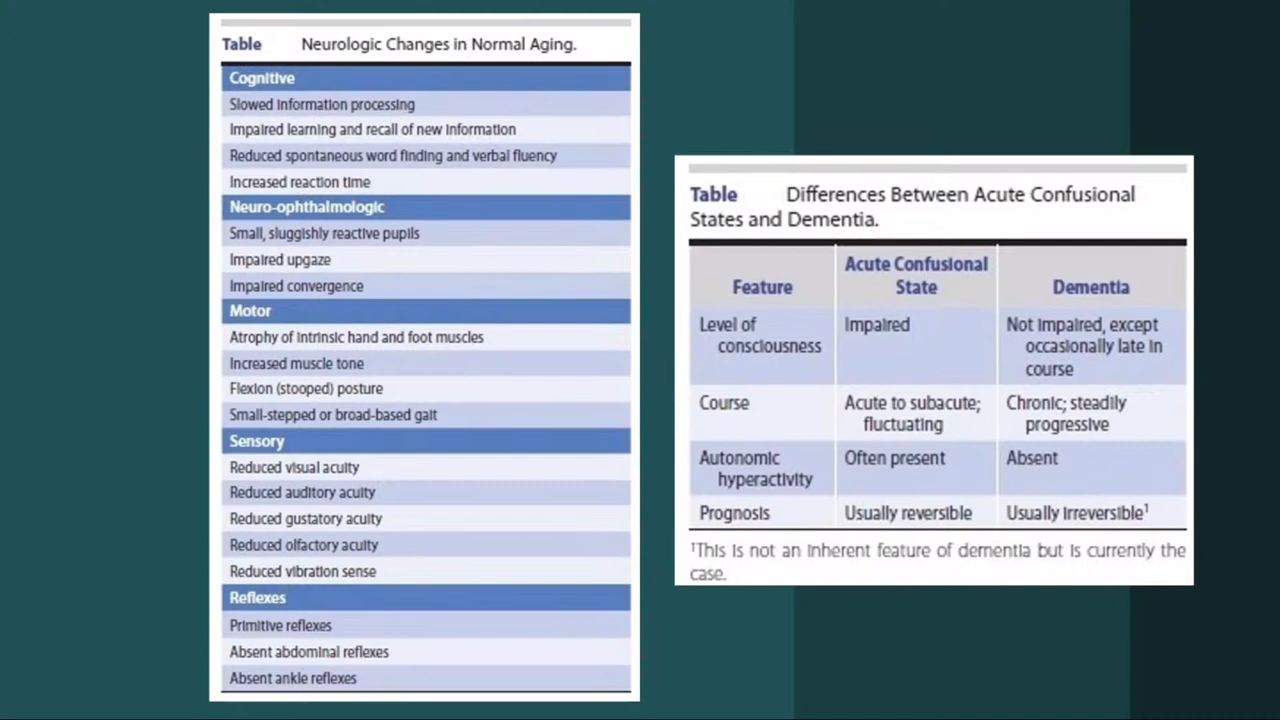 Table Neurologic Changes in Normal Aging.
Cognitive
Slowed information processing
Impaired learning and recall of new information
Reduced spontaneous word finding and verbal fluency
Increased reaction time
Neuro-ophthalmologic
Small, sluggishly reactive pupils
Impaired upgaze
Impaired convergence
Motor
Atrophy of intrinsic hand and foot muscles
Increased muscle tone
Flexion (stooped) posture
Small-stepped or broad-based gait
Sensory
Reduced visual acuity
Reduced auditory acuity
Reduced gustatory acuity
Reduced olfactory acuity
Reduced vibration sense
Reflexes
Primitive reflexes
Absent abdominal reflexes
Absent ankle reflexes
Table Differences Between Acute Confusional
States and Dementia.
Feature
Acute Confusional
State
Dementia
Level of
consciousness
Impaired
Not impaired, except
occasionally late in
course
Course
Acute to subacute;
fluctuating
Chronic; steadily
progressive
Autonomic
hyperactivity
Often present
Absent
Prognosis
Usually reversible
Usually irreversible¹
¹This is not an inherent feature of dementia but is currently the
case.